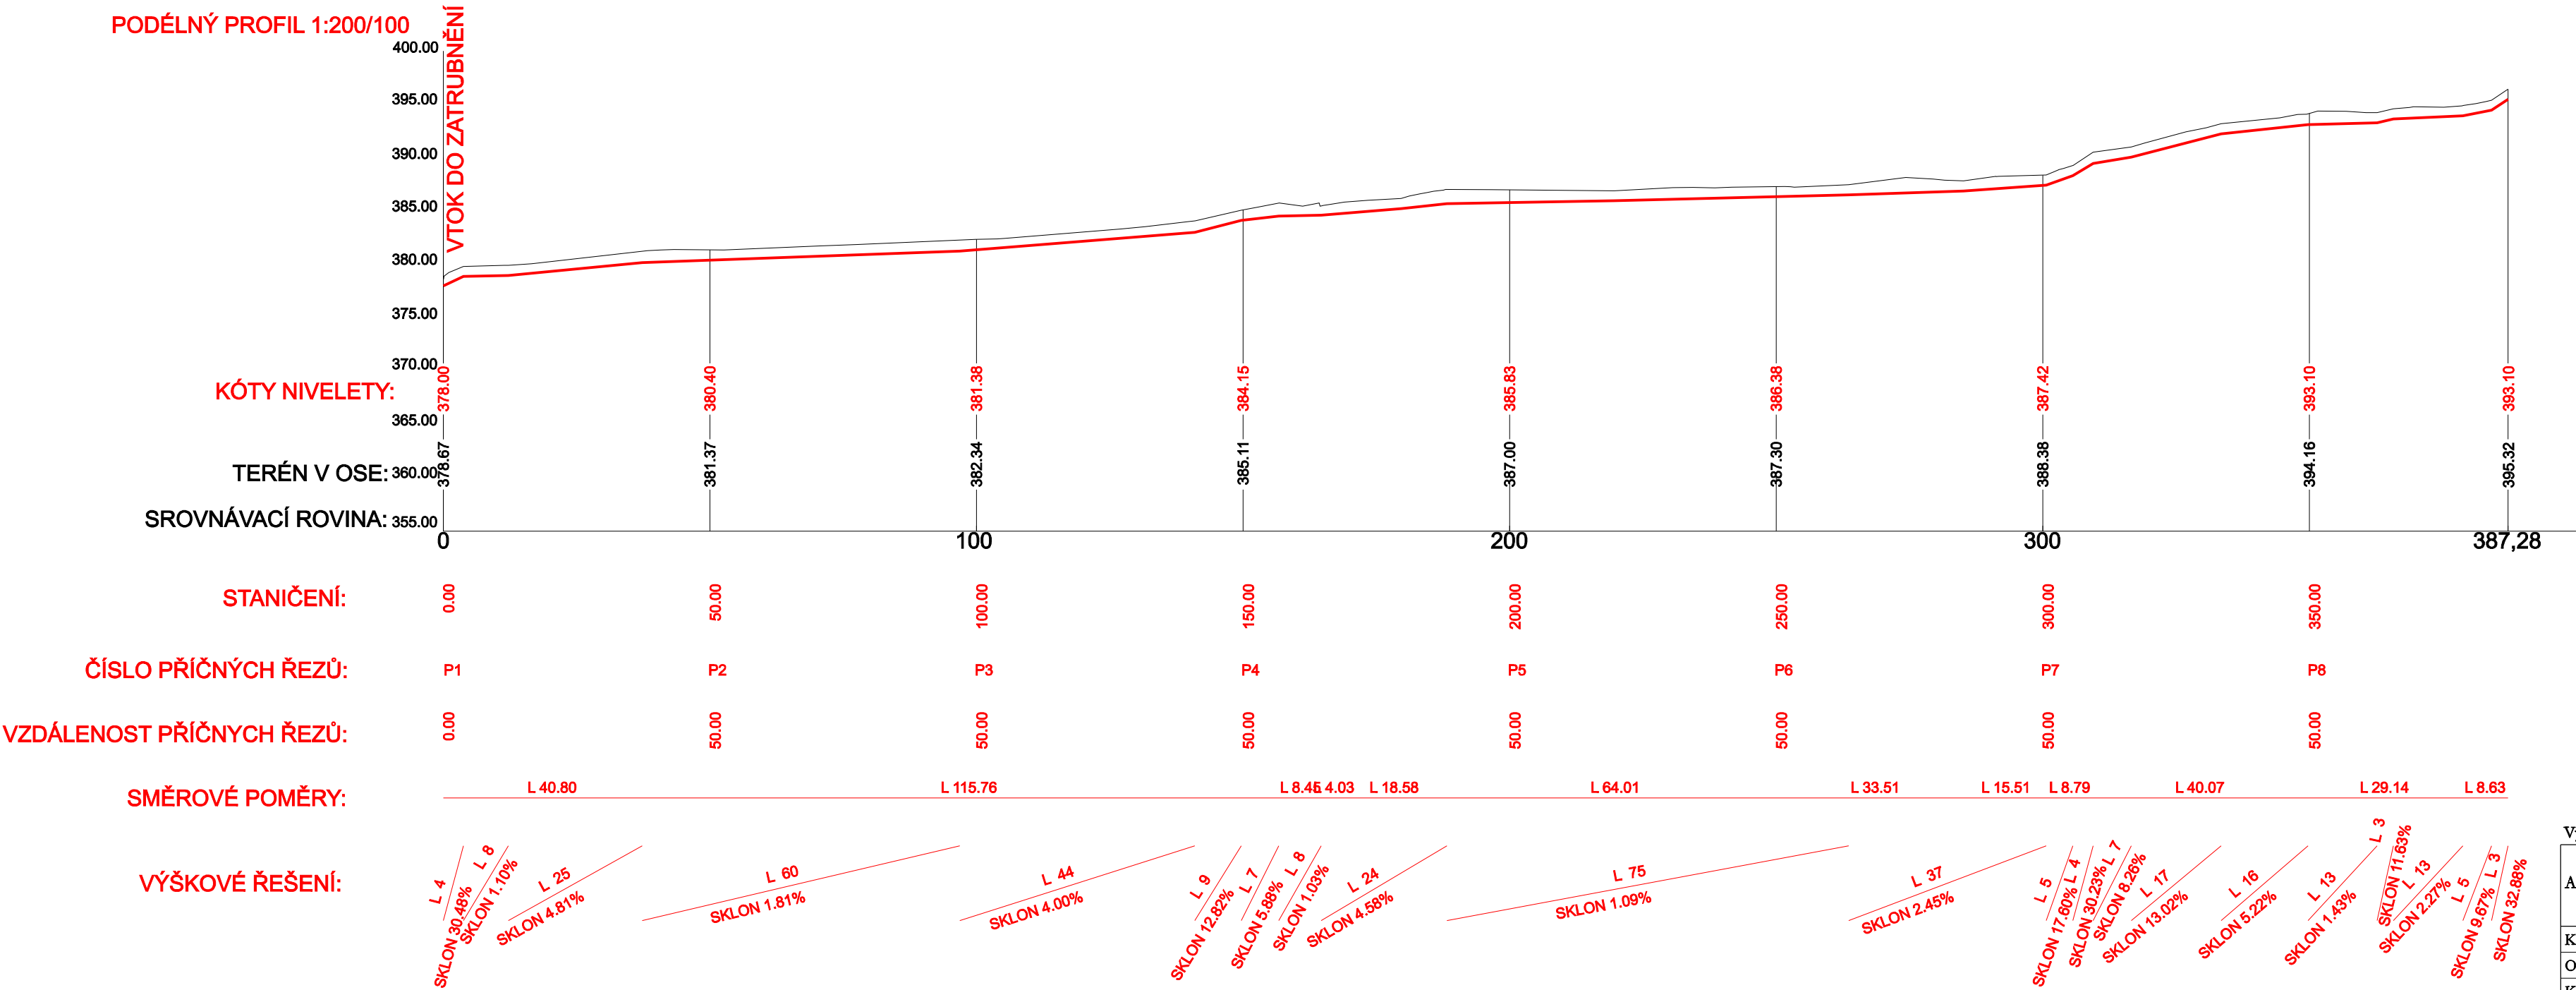 PODÉLNÝ PROFIL 1:200/100
VTOK DO ZATRUBNĚNÍ
400.00
395.00
390.00
385.00
380.00
375.00
370.00
KÓTY NIVELETY: 378.00 380.40 381.38 384.15 385.83 386.38 387.42 393.10 393.10
365.00
TERÉN V OSE: 360.00 378.67 381.37 382.34 385.11 387.00 387.30 388.38 394.16 395.32
SROVNÁVACÍ ROVINA: 355.00
0 100 200 300 387,28
STANIČENÍ: 0.00 50.00 100.00 150.00 200.00 250.00 300.00 350.00
ČÍSLO PŘÍČNÝCH ŘEZŮ: P1 P2 P3 P4 P5 P6 P7 P8
VZDÁLENOST PŘÍČNYCH ŘEZŮ: 0.00 50.00 50.00 50.00 50.00 50.00 50.00 50.00
SMĚROVÉ POMĚRY: L 40.80 L 115.76 L 8.45 L 4.03 L 18.58 L 64.01 L 33.51 L 15.51 L 8.79 L 40.07 L 29.14 L 8.63
VÝŠKOVÉ ŘEŠENÍ:
L 4
SKLON 30.48%
L 8
SKLON 1.10%
L 25
SKLON 4.81%
L 60
SKLON 1.81%
L 44
SKLON 4.00%
L 9
SKLON 12.82%
L 7
SKLON 5.88%
L 8
SKLON 1.03%
L 24
SKLON 4.58%
L 75
SKLON 1.09%
L 37
SKLON 2.45%
L 5
SKLON 17.60%
L 4
SKLON 30.23%
L 7
SKLON 8.26%
L 17
SKLON 13.02%
L 16
SKLON 5.22%
L 13
SKLON 1.43%
L 3
SKLON 11.63%
L 13
SKLON 2.27%
L 5
SKLON 9.67%
L 3
SKLON 32.88%